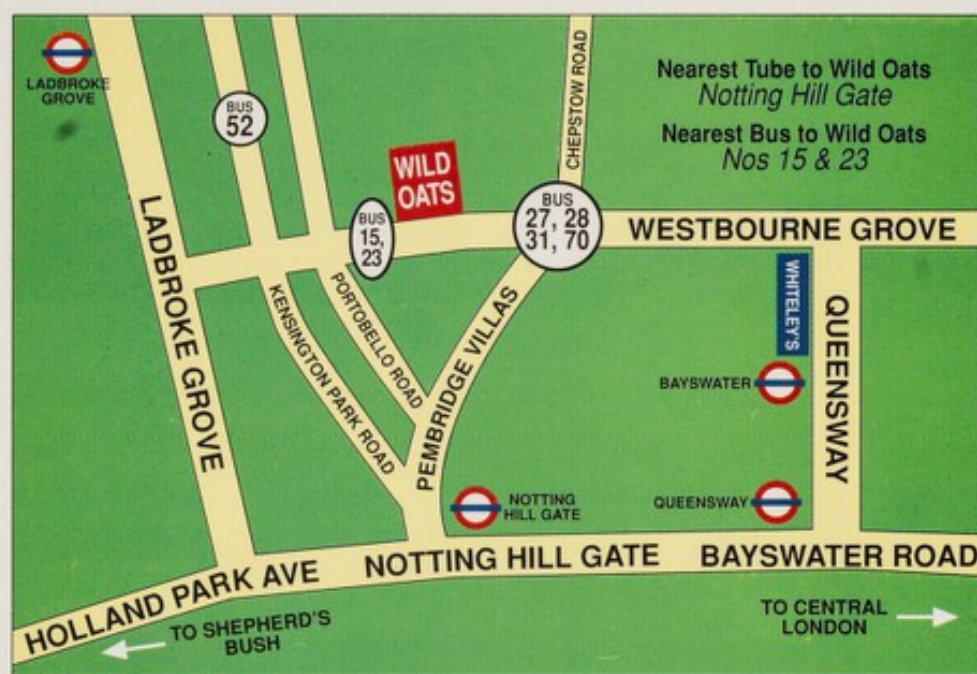 LADBROKE
GROVE
BUS
52
CHEPSTOW ROAD
Nearest Tube to Wild Oats
Notting Hill Gate
Nearest Bus to Wild Oats
Nos 15 & 23
WILD
OATS
BUS
15,
23
BUS
27, 28
31, 70
WESTBOURNE GROVE
LADBROKE GROVE
KENSINGTON PARK ROAD
PORTOBELLO ROAD
PEMBRIDGE VILLAS
WHITELEY'S
QUEENSWAY
BAYSWATER
QUEENSWAY
NOTTING
HILL GATE
HOLLAND PARK AVE
NOTTING HILL GATE
BAYSWATER ROAD
TO SHEPHERD'S
BUSH
TO CENTRAL
LONDON